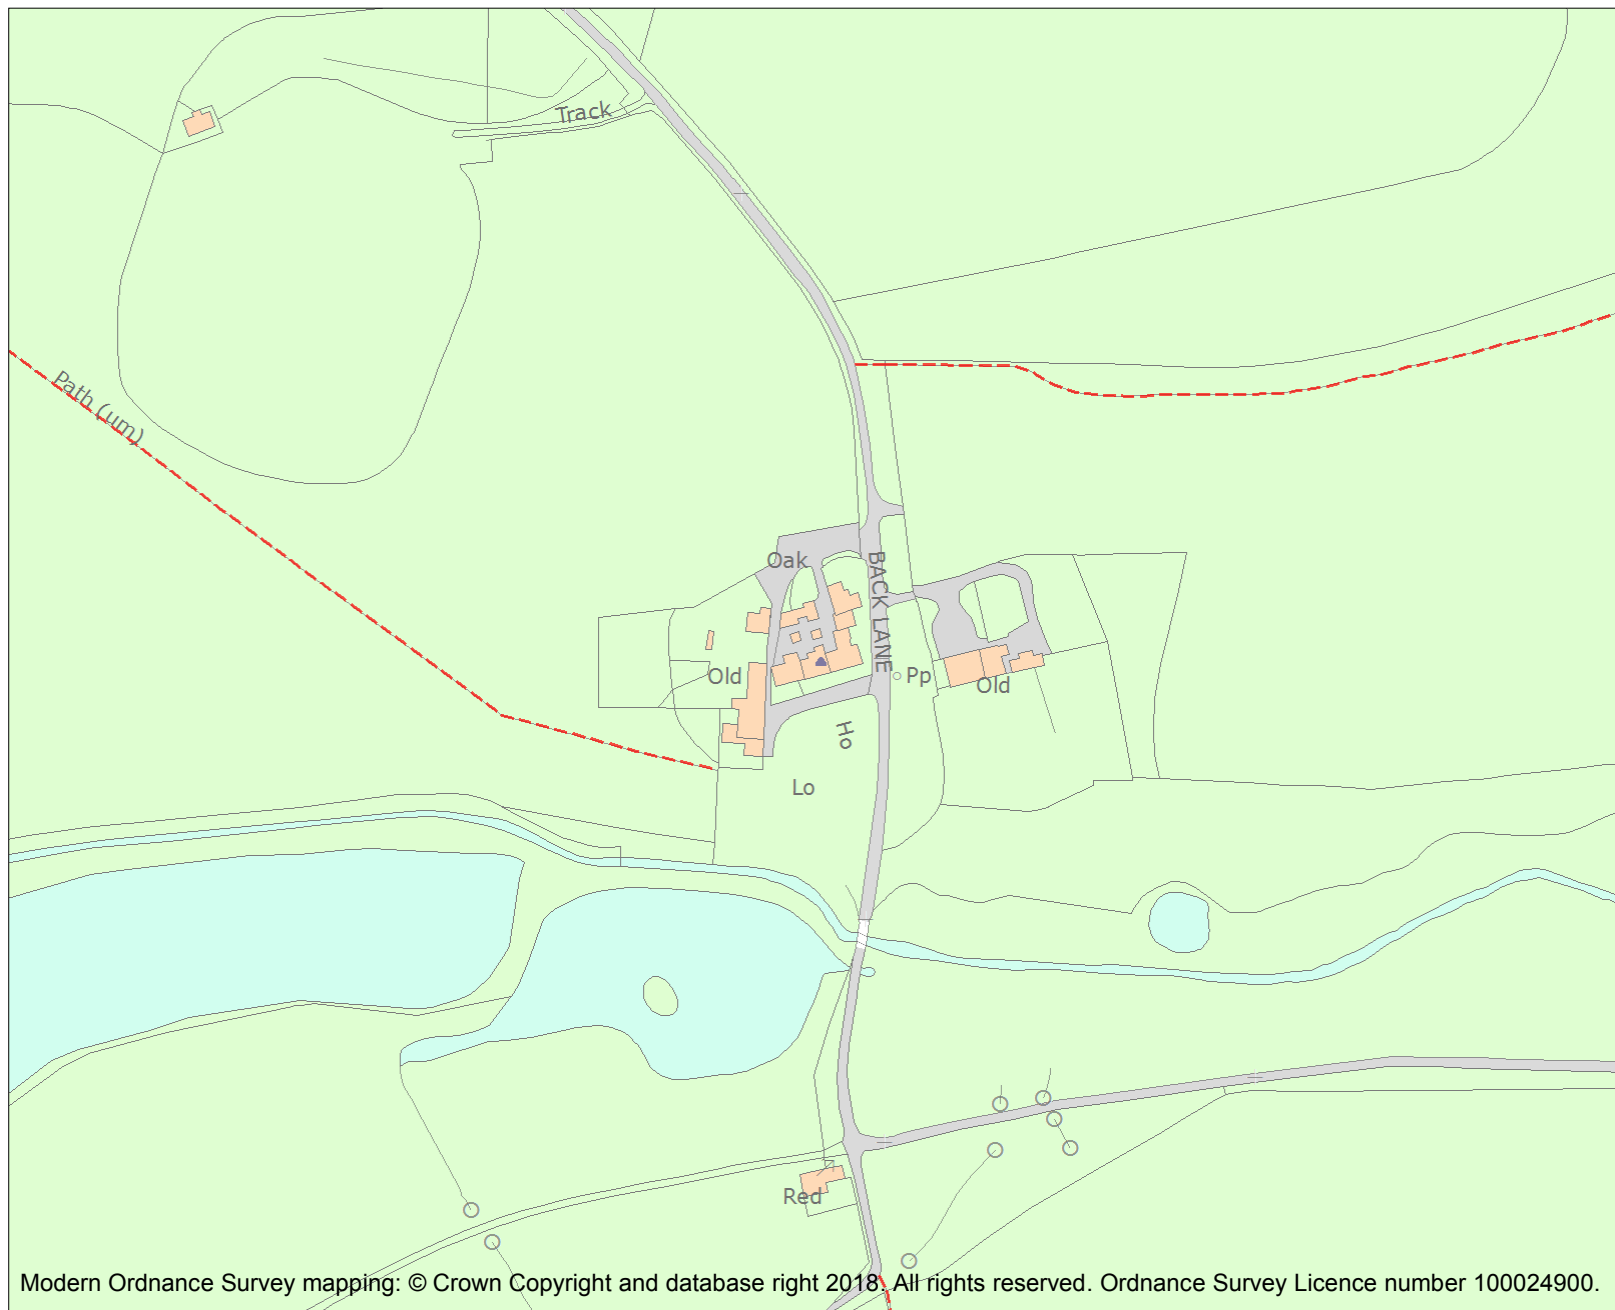 Track
Path (um)
Oak
BACK LANE
Old
Pp
Old
Ho
Lo
Red
Modern Ordnance Survey mapping: © Crown Copyright and database right 2018. All rights reserved. Ordnance Survey Licence number 100024900.